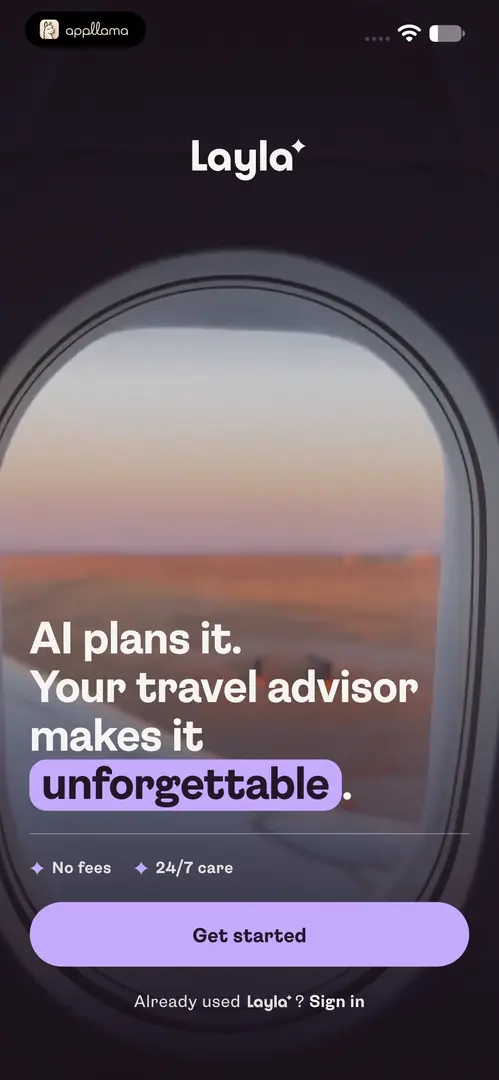 appllama
Layla
AI plans it.
Your travel advisor
makes it
unforgettable.
No fees 24/7 care
Get started
Already used Layla? Sign in